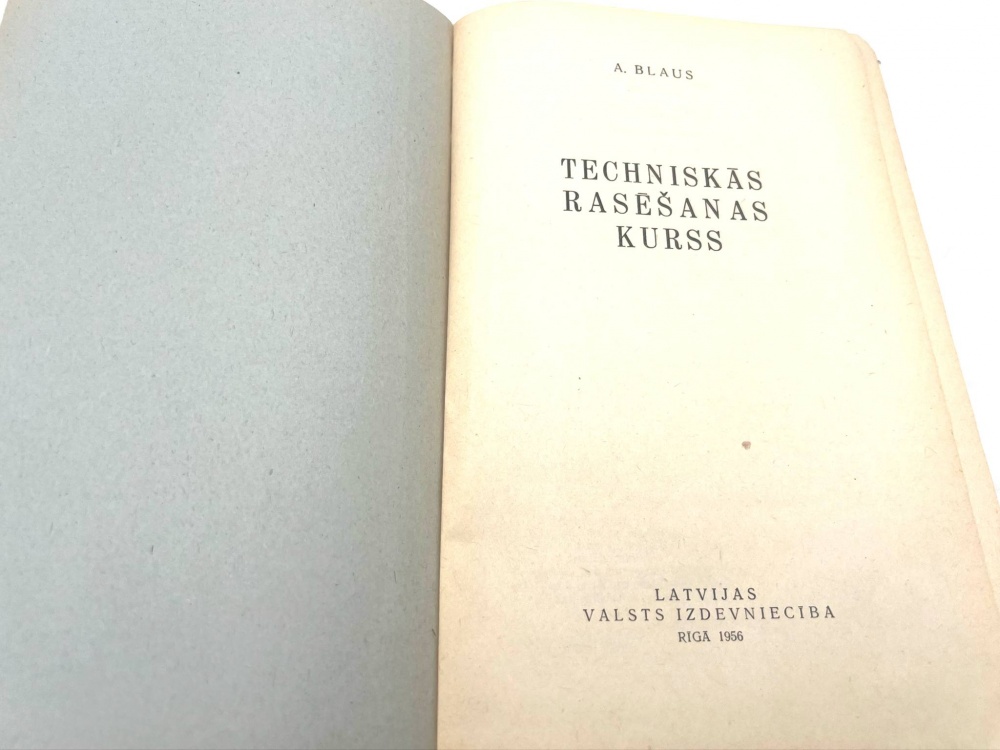 A. BLAUS
TECHNISKĀS
RASĒŠANAS
KURSS
LATVIJAS
VALSTS IZDEVNIECIBA
RĪGĀ 1956